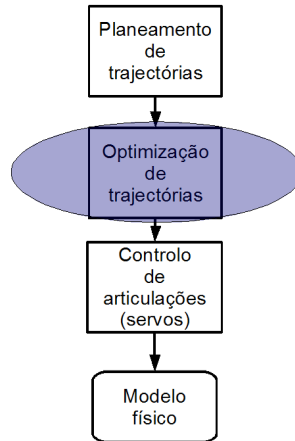 Planeamento
de
trajectórias
Optimização
de
trajectórias
Controlo
de
articulações
(servos)
Modelo
físico